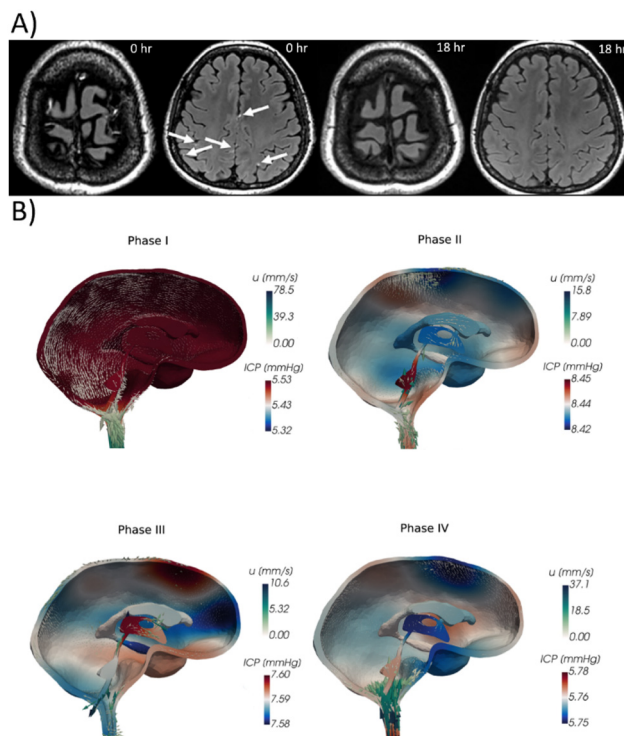 A)
0 hr
0 hr
18 hr
18 hr
B)
Phase I
u (mm/s)
78.5
39.3
0.00
ICP (mmHg)
5.53
5.43
5.32
Phase II
u (mm/s)
15.8
7.89
0.00
ICP (mmHg)
8.45
8.44
8.42
Phase III
u (mm/s)
10.6
5.32
0.00
ICP (mmHg)
7.60
7.59
7.58
Phase IV
u (mm/s)
37.1
18.5
0.00
ICP (mmHg)
5.78
5.76
5.75